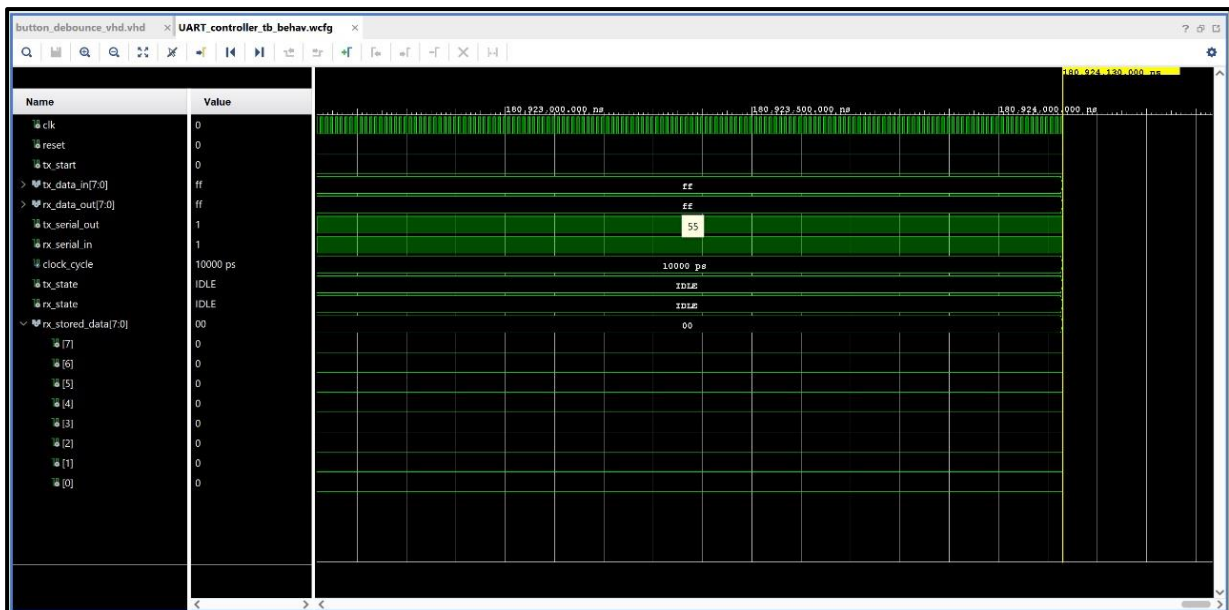 button_debounce_vhd.vhd × UART_controller_tb_behav.wcfg ×
180,924,130.000 ns
Name Value
180,923,000.000 ns 180,923,500.000 ns 180,924,000.000 ns
clk 0
reset 0
tx_start 0
tx_data_in[7:0] ff ff
rx_data_out[7:0] ff ff
tx_serial_out 1 55
rx_serial_in 1
clock_cycle 10000 ps 10000 ps
tx_state IDLE IDLE
rx_state IDLE IDLE
rx_stored_data[7:0] 00 00
[7] 0
[6] 0
[5] 0
[4] 0
[3] 0
[2] 0
[1] 0
[0] 0